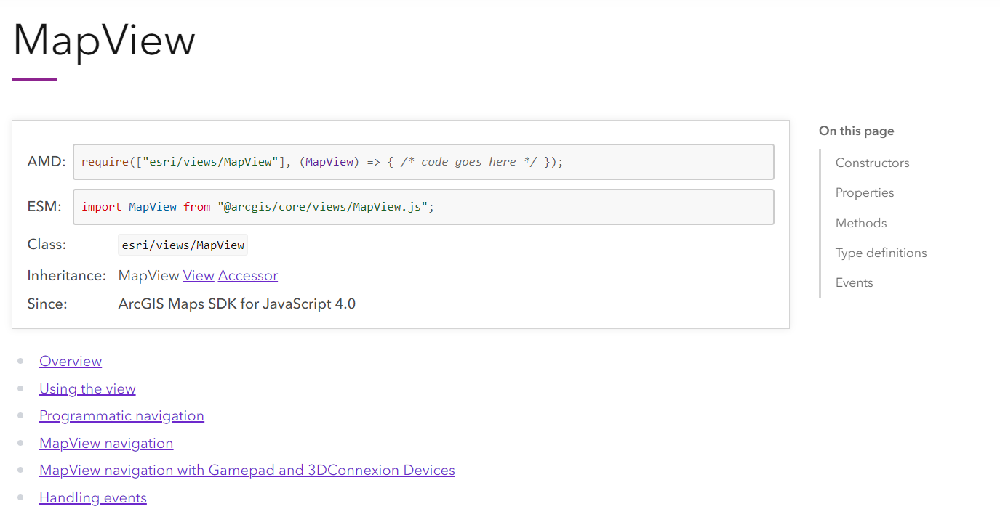 MapView
AMD: require(["esri/views/MapView"], (MapView) => { /* code goes here */ });
ESM: import MapView from "@arcgis/core/views/MapView.js";
Class: esri/views/MapView
Inheritance: MapView View Accessor
Since: ArcGIS Maps SDK for JavaScript 4.0
Overview
Using the view
Programmatic navigation
MapView navigation
MapView navigation with Gamepad and 3DConnexion Devices
Handling events
On this page
Constructors
Properties
Methods
Type definitions
Events